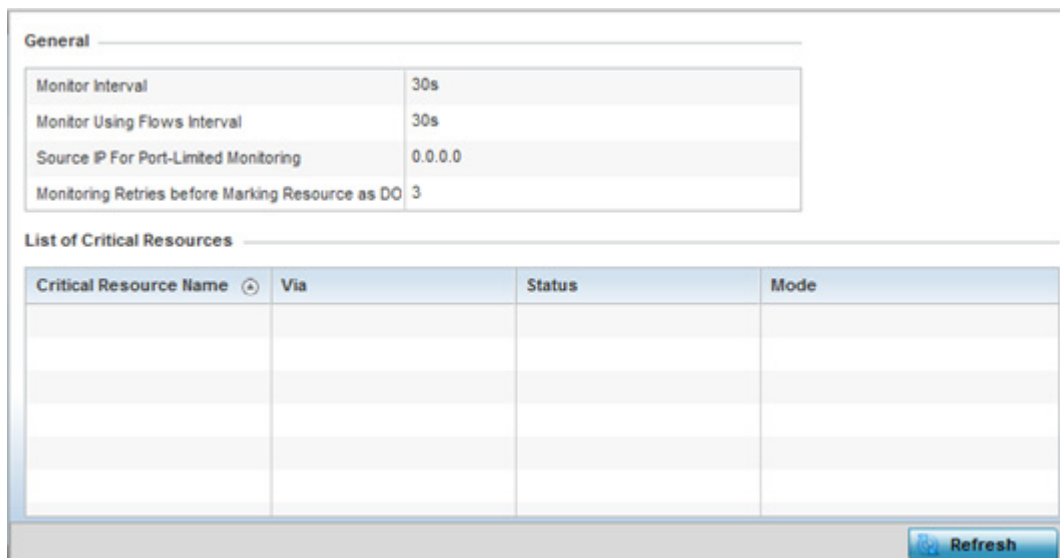 General
Monitor Interval 30s
Monitor Using Flows Interval 30s
Source IP For Port-Limited Monitoring 0.0.0.0
Monitoring Retries before Marking Resource as DO 3
List of Critical Resources
Critical Resource Name Via Status Mode
Refresh